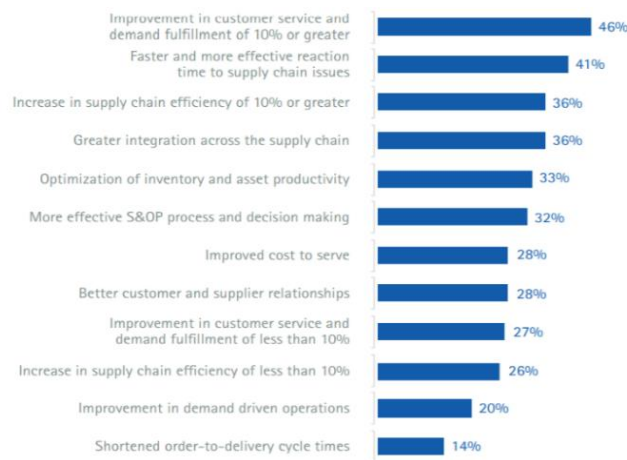 Improvement in customer service and
demand fulfillment of 10% or greater
46%
Faster and more effective reaction
time to supply chain issues
41%
Increase in supply chain efficiency of 10% or greater
36%
Greater integration across the supply chain
36%
Optimization of inventory and asset productivity
33%
More effective S&OP process and decision making
32%
Improved cost to serve
28%
Better customer and supplier relationships
28%
Improvement in customer service and
demand fulfillment of less than 10%
27%
Increase in supply chain efficiency of less than 10%
26%
Improvement in demand driven operations
20%
Shortened order-to-delivery cycle times
14%